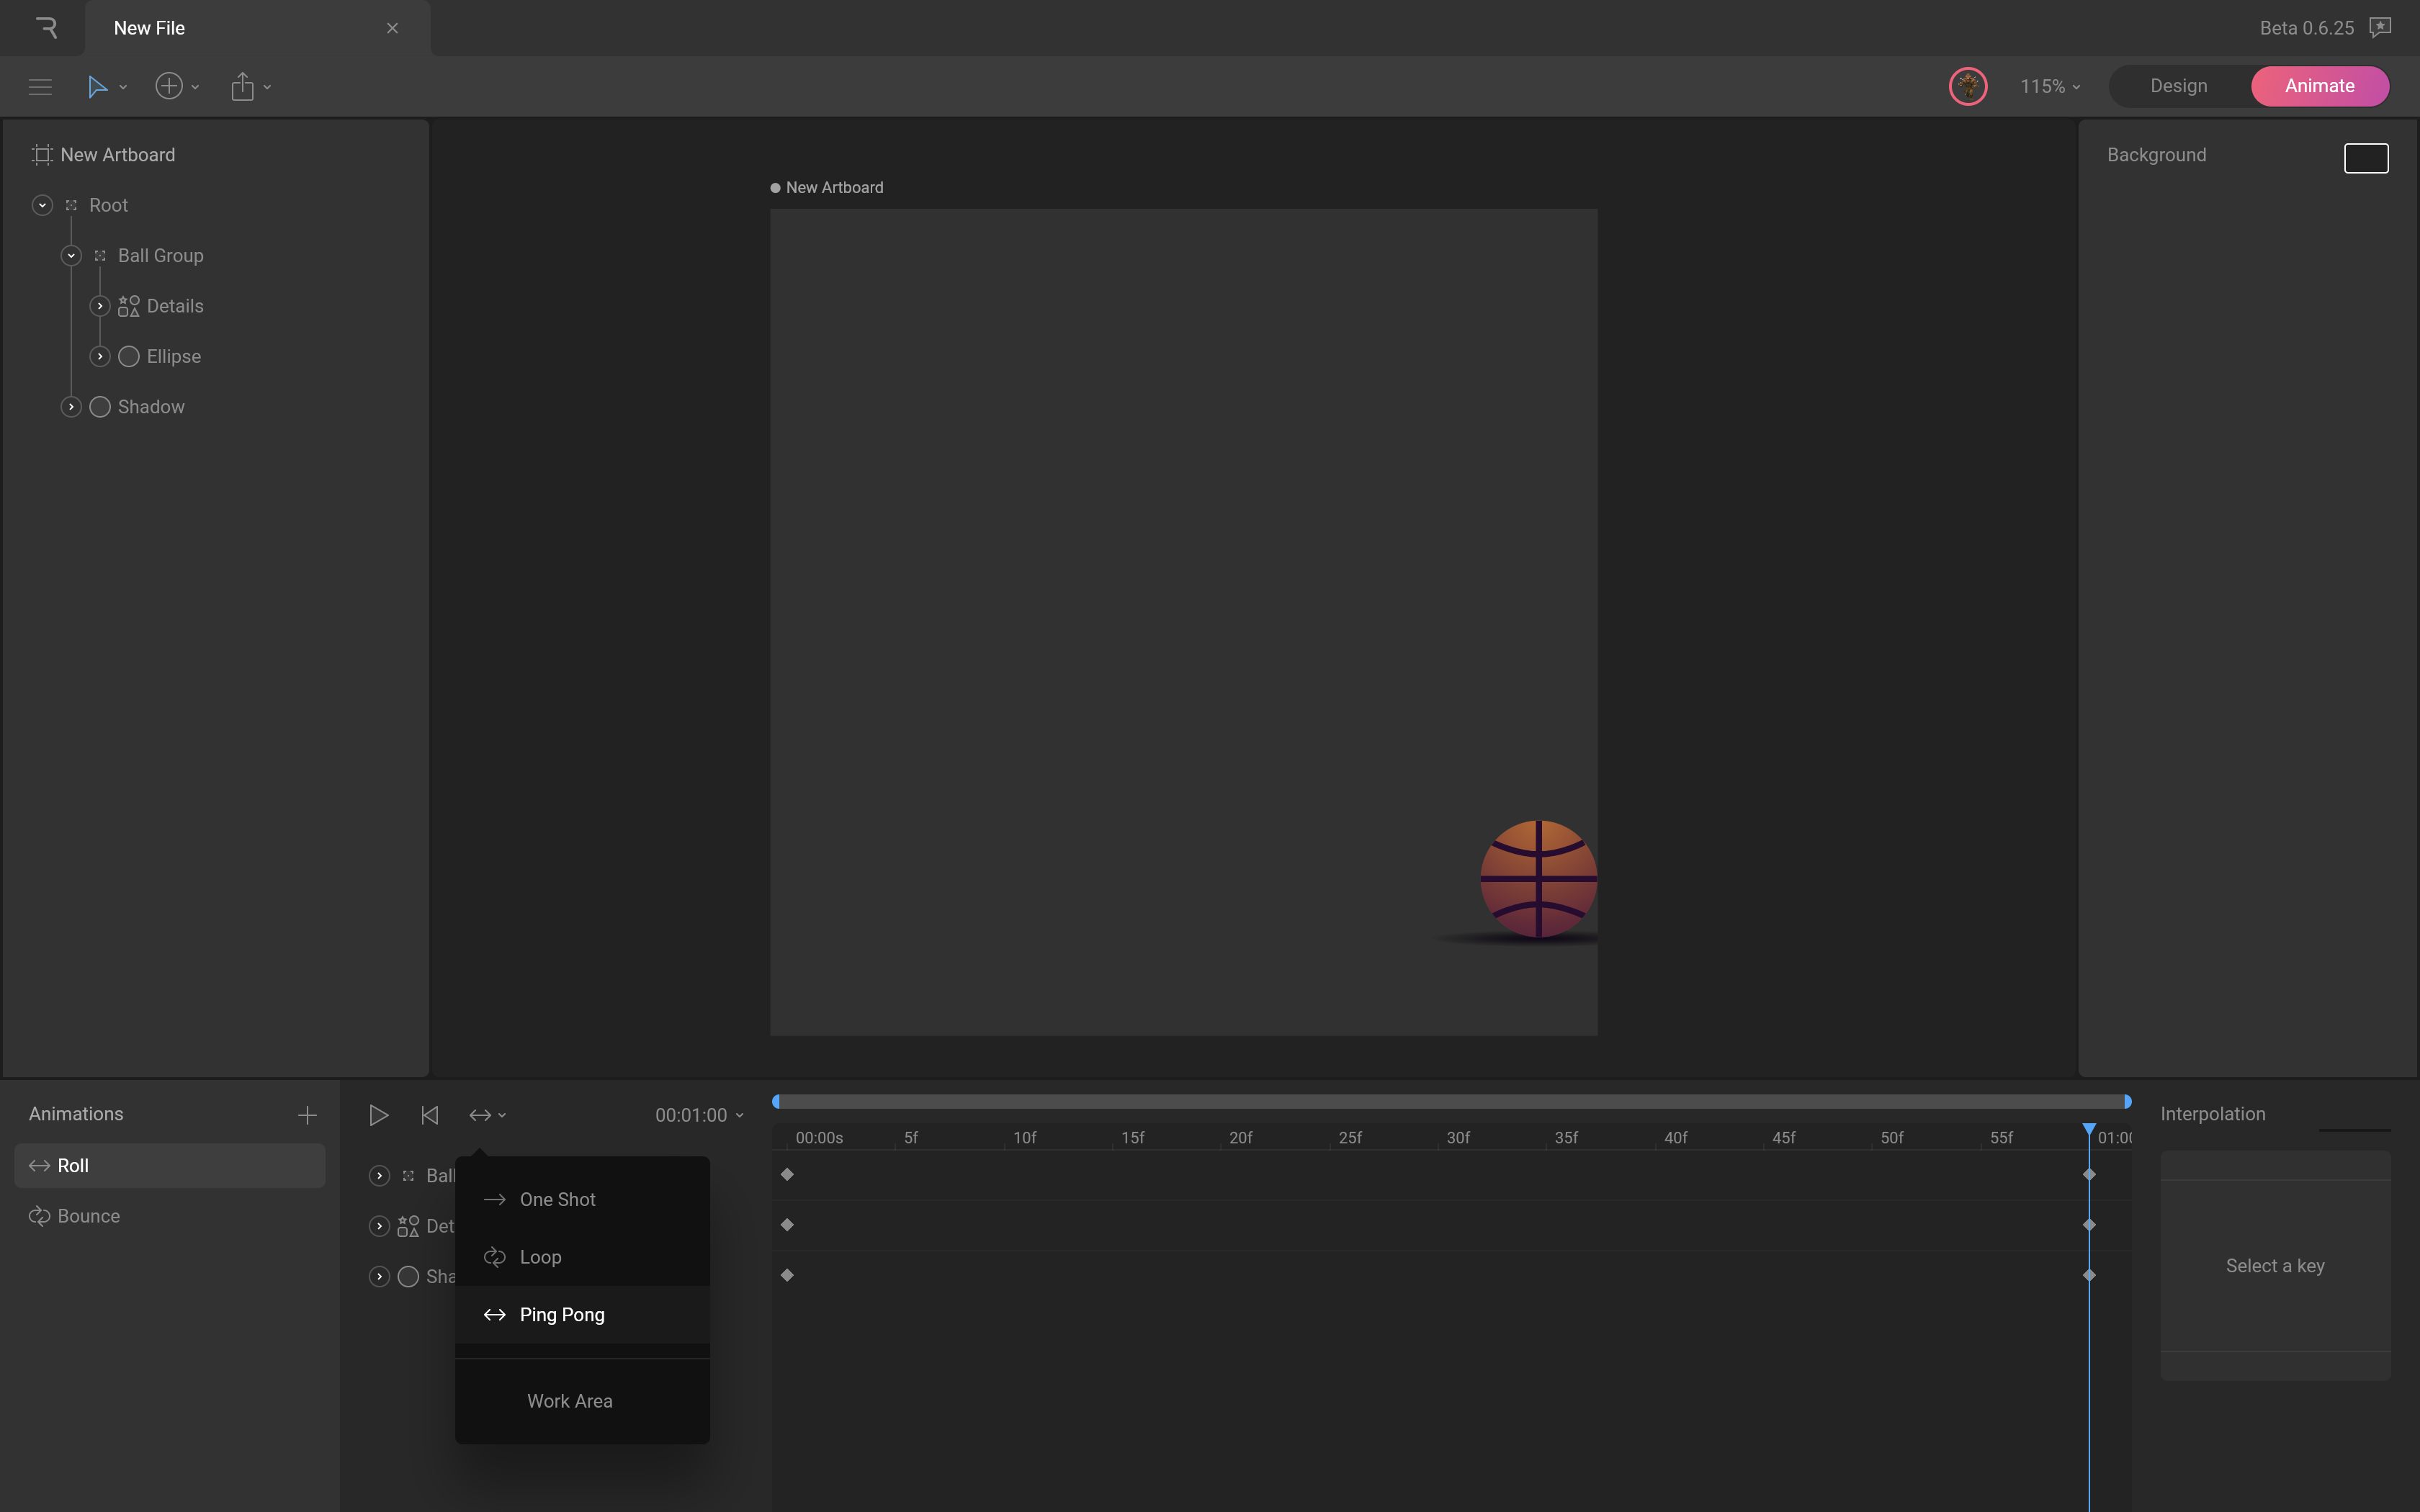 New File
Beta 0.6.25
115%
Design
Animate
New Artboard
Root
Ball Group
Details
Ellipse
Shadow
New Artboard
Background
Animations
Roll
Bounce
00:01:00
00:00s 5f 10f 15f 20f 25f 30f 35f 40f 45f 50f 55f 01:00
Ball
Det
Sha
One Shot
Loop
Ping Pong
Work Area
Interpolation
Select a key